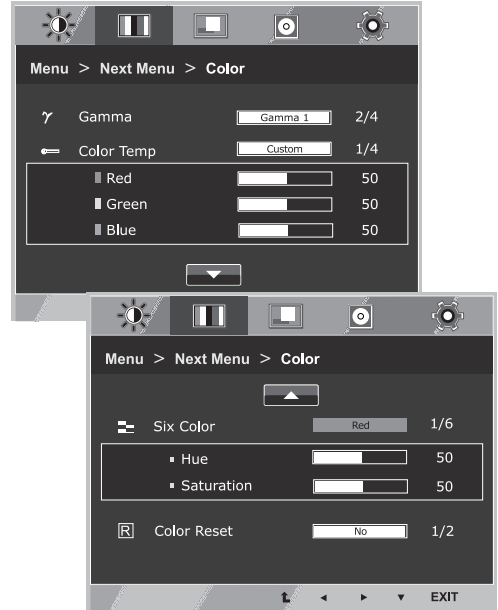 Menu > Next Menu > Color
Gamma Gamma 1 2/4
Color Temp Custom 1/4
Red 50
Green 50
Blue 50
Menu > Next Menu > Color
Six Color Red 1/6
Hue 50
Saturation 50
R Color Reset No 1/2
EXIT